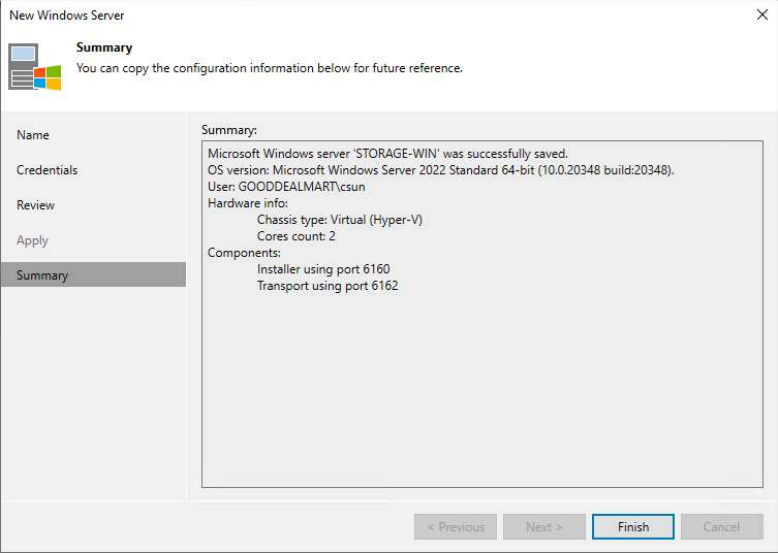 New Windows Server
Summary
You can copy the configuration information below for future reference.
Name
Credentials
Review
Apply
Summary
Summary:
Microsoft Windows server 'STORAGE-WIN' was successfully saved.
OS version: Microsoft Windows Server 2022 Standard 64-bit (10.0.20348 build:20348).
User: GOODDEALMART\csun
Hardware info:
Chassis type: Virtual (Hyper-V)
Cores count: 2
Components:
Installer using port 6160
Transport using port 6162
< Previous
Next >
Finish
Cancel